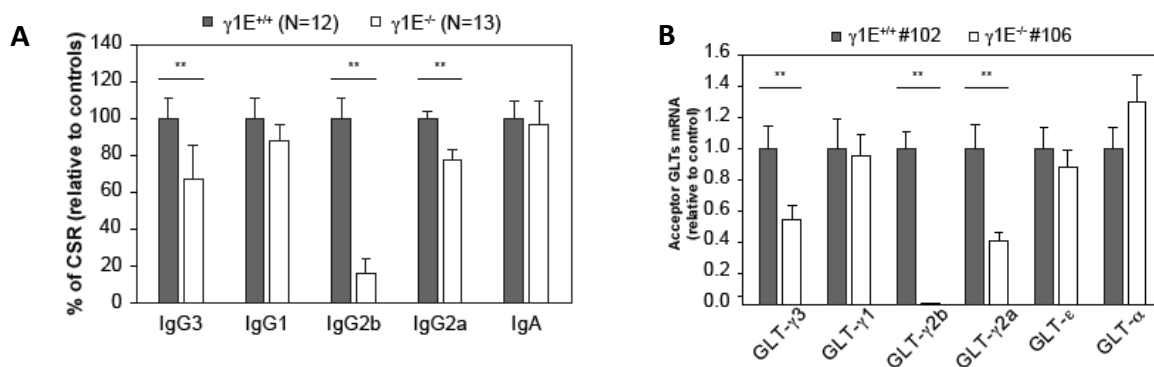 A
γ1E+/+ (N=12) γ1E-/- (N=13)
% of CSR (relative to controls)
140
120
100
80
60
40
20
0
** ** **
IgG3 IgG1 IgG2b IgG2a IgA
B
γ1E+/+ #102 γ1E-/- #106
Acceptor GLTs mRNA
(relative to control)
1.6
1.4
1.2
1.0
0.8
0.6
0.4
0.2
0.0
** ** **
GLT-γ3 GLT-γ1 GLT-γ2b GLT-γ2a GLT-ε GLT-α